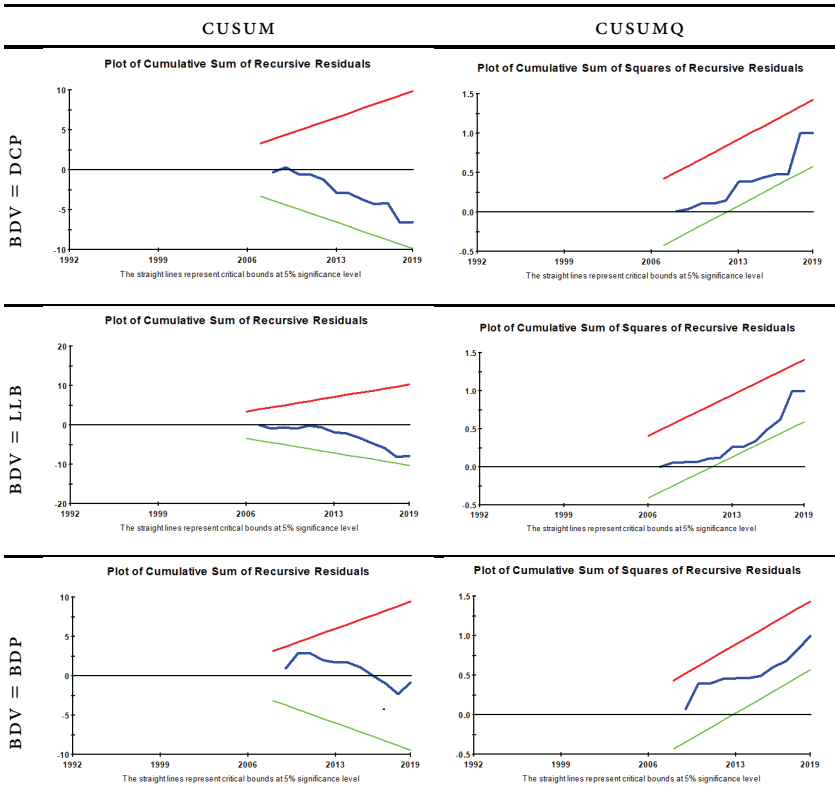 CUSUM CUSUMQ
BDV = DCP
Plot of Cumulative Sum of Recursive Residuals
10
5
0
-5
-10
1992 1999 2006 2013 2019
The straight lines represent critical bounds at 5% significance level
Plot of Cumulative Sum of Squares of Recursive Residuals
1.5
1.0
0.5
0.0
-0.5
1992 1999 2006 2013 2019
The straight lines represent critical bounds at 5% significance level
BDV = LLB
Plot of Cumulative Sum of Recursive Residuals
20
10
0
-10
-20
1992 1999 2006 2013 2019
The straight lines represent critical bounds at 5% significance level
Plot of Cumulative Sum of Squares of Recursive Residuals
1.5
1.0
0.5
0.0
-0.5
1992 1999 2006 2013 2019
The straight lines represent critical bounds at 5% significance level
BDV = BDP
Plot of Cumulative Sum of Recursive Residuals
10
5
0
-5
-10
1992 1999 2006 2013 2019
The straight lines represent critical bounds at 5% significance level
Plot of Cumulative Sum of Squares of Recursive Residuals
1.5
1.0
0.5
0.0
-0.5
1992 1999 2006 2013 2019
The straight lines represent critical bounds at 5% significance level